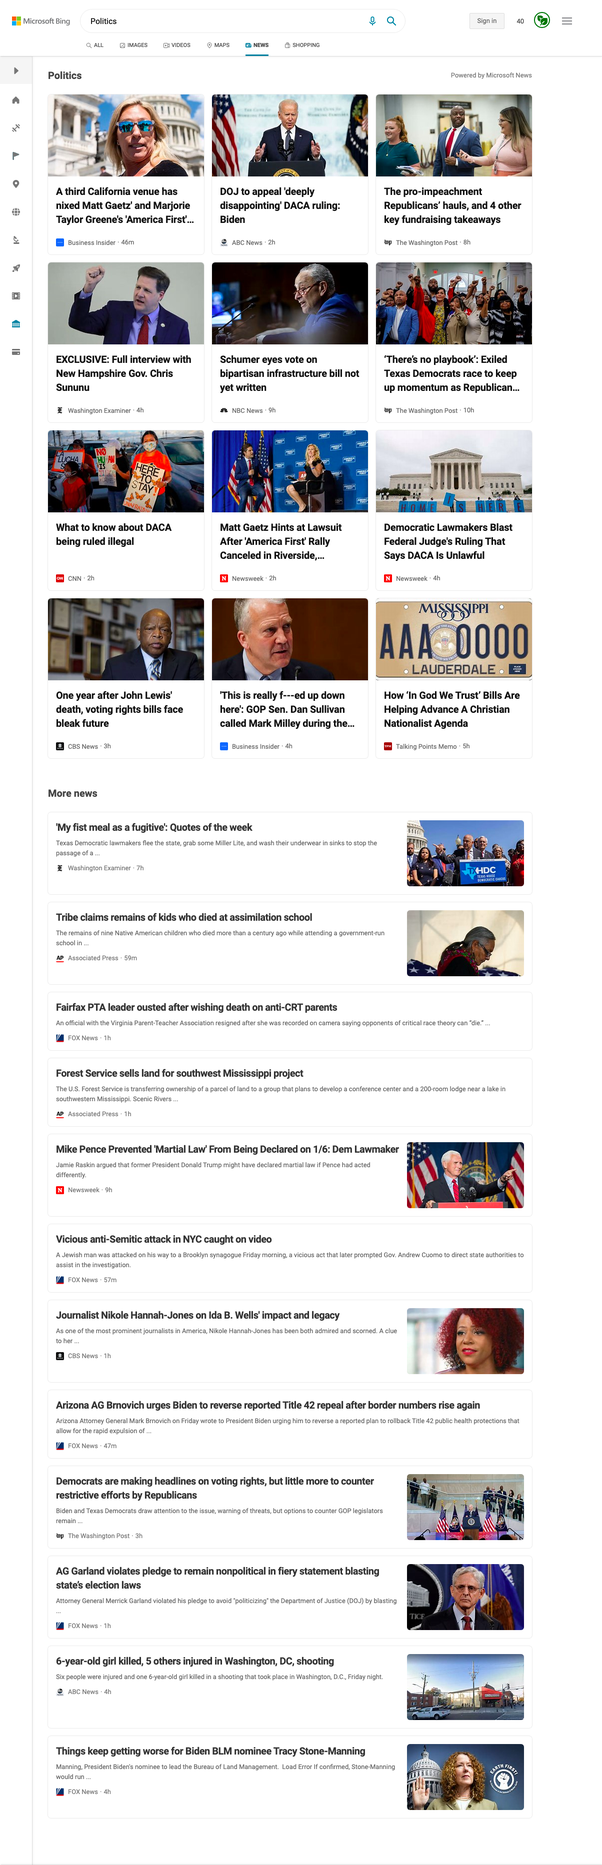 Microsoft Bing
Politics
Sign in
40
ALL
IMAGES
VIDEOS
MAPS
NEWS
SHOPPING
Politics
Powered by Microsoft News
A third California venue has
nixed Matt Gaetz' and Marjorie
Taylor Greene's 'America First'...
Business Insider · 46m
DOJ to appeal 'deeply
disappointing' DACA ruling:
Biden
ABC News · 2h
The pro-impeachment
Republicans' hauls, and 4 other
key fundraising takeaways
The Washington Post · 8h
EXCLUSIVE: Full interview with
New Hampshire Gov. Chris
Sununu
Washington Examiner · 4h
Schumer eyes vote on
bipartisan infrastructure bill not
yet written
NBC News · 9h
'There's no playbook': Exiled
Texas Democrats race to keep
up momentum as Republican...
The Washington Post · 10h
HERE
TO
STAY!
What to know about DACA
being ruled illegal
CNN · 2h
Matt Gaetz Hints at Lawsuit
After 'America First' Rally
Canceled in Riverside,...
Newsweek · 2h
Democratic Lawmakers Blast
Federal Judge's Ruling That
Says DACA Is Unlawful
Newsweek · 4h
One year after John Lewis'
death, voting rights bills face
bleak future
CBS News · 3h
'This is really f---ed up down
here': GOP Sen. Dan Sullivan
called Mark Milley during the...
Business Insider · 4h
MISSISSIPPI
AAA 0000
LAUDERDALE
How 'In God We Trust' Bills Are
Helping Advance A Christian
Nationalist Agenda
Talking Points Memo · 5h
More news
'My fist meal as a fugitive': Quotes of the week
Texas Democratic lawmakers flee the state, grab some Miller Lite, and wash their underwear in sinks to stop the
passage of a ...
Washington Examiner · 7h
HDC
Tribe claims remains of kids who died at assimilation school
The remains of nine Native American children who died more than a century ago while attending a government-run
school in ...
AP Associated Press · 59m
Fairfax PTA leader ousted after wishing death on anti-CRT parents
An official with the Virginia Parent-Teacher Association resigned after she was recorded on camera saying opponents of critical race theory can "die." ...
FOX News · 1h
Forest Service sells land for southwest Mississippi project
The U.S. Forest Service is transferring ownership of a parcel of land to a group that plans to develop a conference center and a 200-room lodge near a lake in
southwestern Mississippi. Scenic Rivers ...
AP Associated Press · 1h
Mike Pence Prevented 'Martial Law' From Being Declared on 1/6: Dem Lawmaker
Jamie Raskin argued that former President Donald Trump might have declared martial law if Pence had acted
differently.
Newsweek · 9h
Vicious anti-Semitic attack in NYC caught on video
A Jewish man was attacked on his way to a Brooklyn synagogue Friday morning, a vicious act that later prompted Gov. Andrew Cuomo to direct state authorities to
assist in the investigation.
FOX News · 57m
Journalist Nikole Hannah-Jones on Ida B. Wells' impact and legacy
As one of the most prominent journalists in America, Nikole Hannah-Jones has been both admired and scorned. A clue
to her ...
CBS News · 1h
Arizona AG Brnovich urges Biden to reverse reported Title 42 repeal after border numbers rise again
Arizona Attorney General Mark Brnovich on Friday wrote to President Biden urging him to reverse a reported plan to rollback Title 42 public health protections that
allow for the rapid expulsion of ...
FOX News · 47m
Democrats are making headlines on voting rights, but little more to counter
restrictive efforts by Republicans
Biden and Texas Democrats draw attention to the issue, warning of threats, but options to counter GOP legislators
remain ...
The Washington Post · 3h
AG Garland violates pledge to remain nonpolitical in fiery statement blasting
state's election laws
Attorney General Merrick Garland violated his pledge to avoid "politicizing" the Department of Justice (DOJ) by blasting
...
FOX News · 1h
6-year-old girl killed, 5 others injured in Washington, DC, shooting
Six people were injured and one 6-year-old girl killed in a shooting that took place in Washington, D.C., Friday night.
ABC News · 4h
Things keep getting worse for Biden BLM nominee Tracy Stone-Manning
Manning, President Biden's nominee to lead the Bureau of Land Management. Load Error If confirmed, Stone-Manning
would run ...
FOX News · 4h
EARTH FIRST!